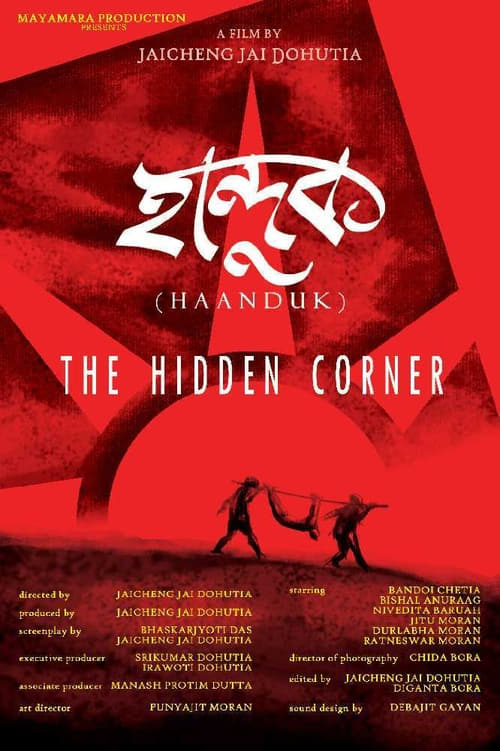 MAYAMARA PRODUCTION
PRESENTS
A FILM BY
JAICHENG JAI DOHUTIA
হান্দুক
(HAANDUK)
THE HIDDEN CORNER
directed by JAICHENG JAI DOHUTIA
produced by JAICHENG JAI DOHUTIA
screenplay by BHASKARJYOTI DAS
JAICHENG JAI DOHUTIA
executive producer SRIKUMAR DOHUTIA
IRAWOTI DOHUTIA
associate producer MANASH PROTIM DUTTA
art director PUNYAJIT MORAN
starring BANDOI CHETIA
BISHAL ANURAAG
NIVEDITA BARUAH
JITU MORAN
DURLABHA MORAN
RATNESWAR MORAN
director of photography CHIDA BORA
edited by JAICHENG JAI DOHUTIA
DIGANTA BORA
sound design by DEBAJIT GAYAN